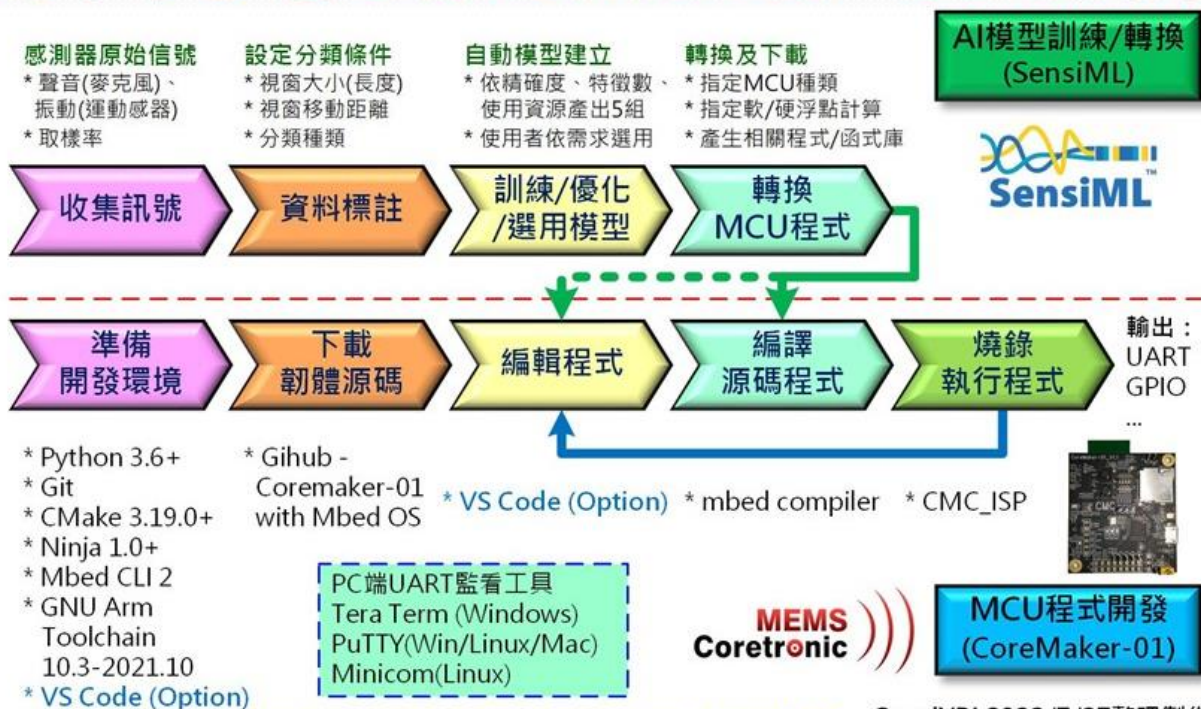 感測器原始信號
* 聲音(麥克風)、
振動(運動感器)
* 取樣率
設定分類條件
* 視窗大小(長度)
* 視窗移動距離
* 分類種類
自動模型建立
* 依精確度、特徵數、
使用資源產出5組
* 使用者依需求選用
轉換及下載
* 指定MCU種類
* 指定軟/硬浮點計算
* 產生相關程式/函式庫
AI模型訓練/轉換
(SensiML)
收集訊號
資料標註
訓練/優化
/選用模型
轉換
MCU程式
SensiML™
準備
開發環境
下載
韌體源碼
編輯程式
編譯
源碼程式
燒錄
執行程式
輸出：
UART
GPIO
...
* Python 3.6+
* Git
* CMake 3.19.0+
* Ninja 1.0+
* Mbed CLI 2
* GNU Arm
Toolchain
10.3-2021.10
* VS Code (Option)
* Gihub -
Coremaker-01
with Mbed OS
* VS Code (Option)
* mbed compiler
* CMC_ISP
PC端UART監看工具
Tera Term (Windows)
PuTTY(Win/Linux/Mac)
Minicom(Linux)
MEMS
Coretronic
CMC
MCU程式開發
(CoreMaker-01)